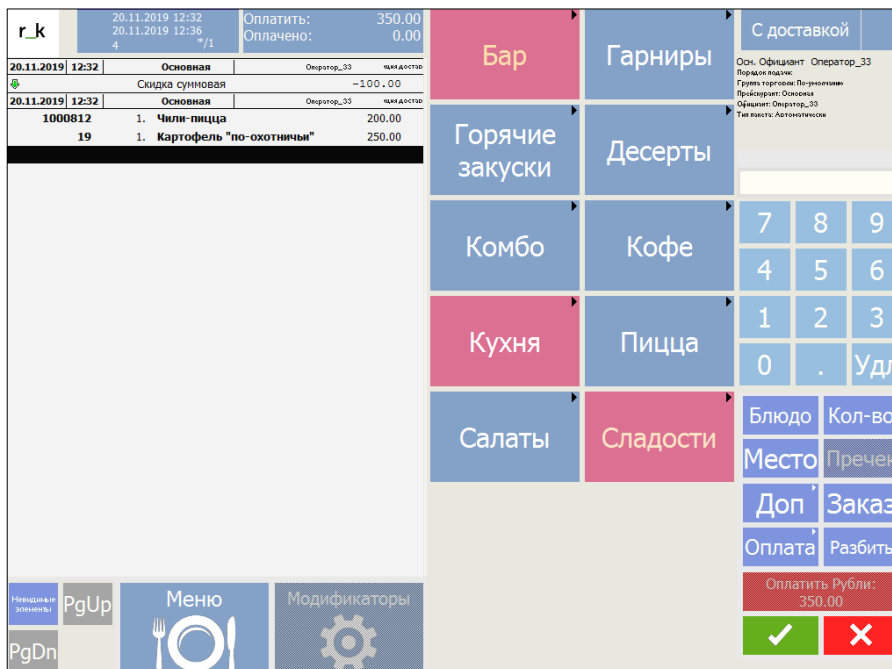 r_k
20.11.2019 12:32
20.11.2019 12:36
4 */1
Оплатить: 350.00
Оплачено: 0.00
20.11.2019 12:32 Основная Оператор_33
Скидка суммовая -100.00
20.11.2019 12:32 Основная Оператор_33
1000812 1. Чили-пицца 200.00
19 1. Картофель "по-охотничьи" 250.00
Бар
Гарниры
Горячие
закуски
Десерты
Комбо
Кофе
Кухня
Пицца
Салаты
Сладости
С доставкой
Осн. Официант Оператор_33
Порядок подачи:
Группа торговли: По-умолчанию
Прейскурант: Основная
Официант: Оператор_33
Тип пакета: Автоматически
7 8 9
4 5 6
1 2 3
0 .
Блюдо Кол-во
Место Пречек
Доп Заказ
Оплата Разбить
Оплатить Рубли:
350.00
Невидимые
элементы
PgUp
PgDn
Меню
Модификаторы